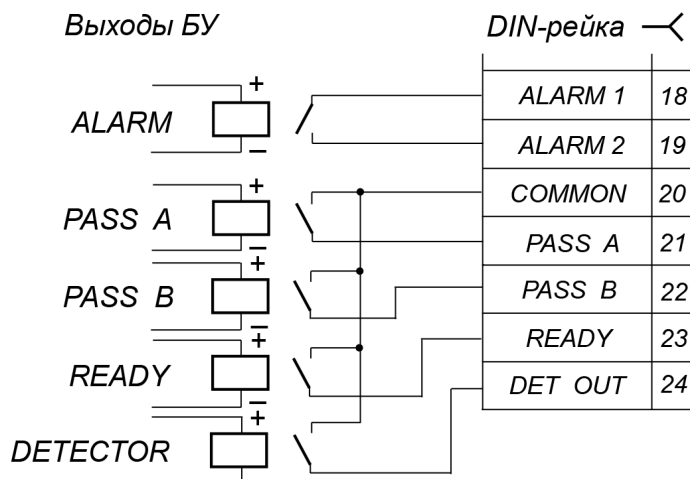 Выходы БУ
DIN-рейка
+
ALARM
−
ALARM 1 18
ALARM 2 19
+
PASS A
−
COMMON 20
PASS A 21
+
PASS B
−
PASS B 22
+
READY
−
READY 23
+
DETECTOR
DET OUT 24